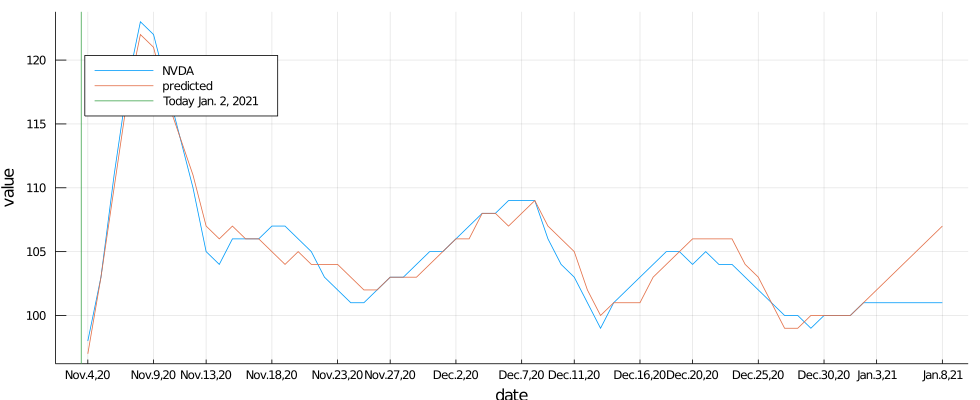 120
115
110
105
100
value
NVDA
predicted
Today Jan. 2, 2021
Nov.4,20 Nov.9,20 Nov.13,20 Nov.18,20 Nov.23,20 Nov.27,20 Dec.2,20 Dec.7,20 Dec.11,20 Dec.16,20 Dec.20,20 Dec.25,20 Dec.30,20 Jan.3,21 Jan.8,21
date